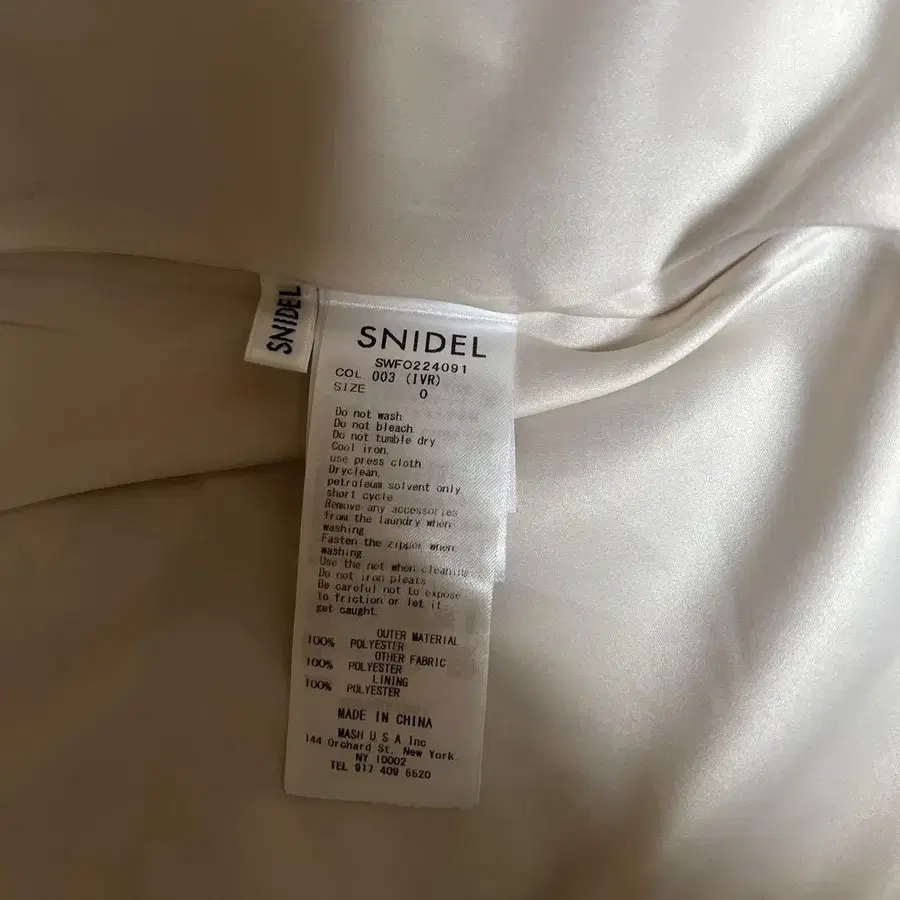 SNIDEL
SNIDEL
SWFO224091
COL 003 (IVR)
SIZE 0
Do not wash
Do not bleach.
Do not tumble dry
Cool iron,
use press cloth
Dryclean,
petroleum solvent only
short cycle
Remove any accessories
from the laundry when
washing
Fasten the zipper when
washing
Use the net when cleaning
Do not iron pleats
Be careful not to expose
to friction or let it
get caught.
OUTER MATERIAL
100% POLYESTER
OTHER FABRIC
100% POLYESTER
LINING
100% POLYESTER
MADE IN CHINA
MASH U S A Inc
144 Orchard St. New York.
NY 10002
TEL 917 409 5520